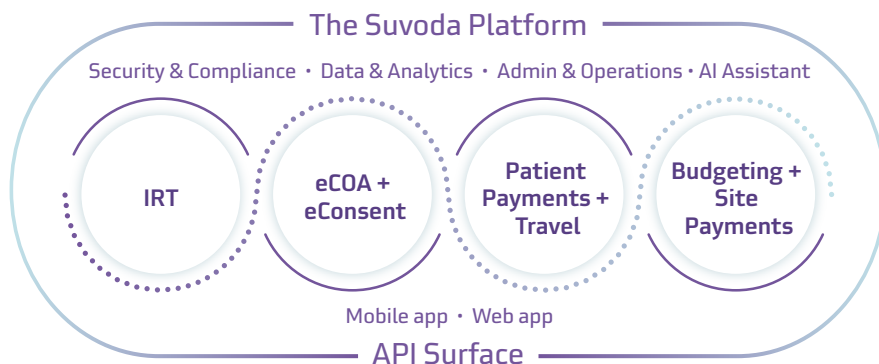 The Suvoda Platform
Security & Compliance • Data & Analytics • Admin & Operations • AI Assistant
IRT
eCOA +
eConsent
Patient
Payments +
Travel
Budgeting +
Site
Payments
Mobile app • Web app
API Surface